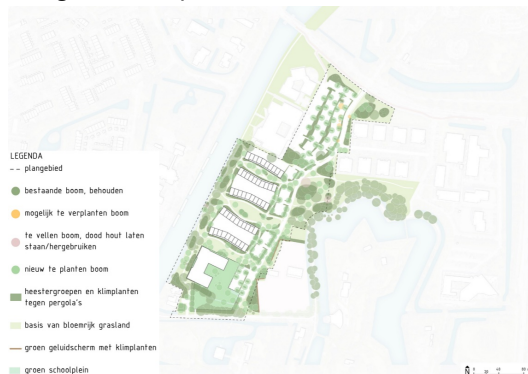 LEGENDA
plangebied
bestaande boom, behouden
mogelijk te verplanten boom
te vellen boom, dood hout laten
staan/hergebruiken
nieuw te planten boom
heestergroepen en klimplanten
tegen pergola's
basis van bloemrijk grasland
groen geluidscherm met klimplanten
groen schoolplein
N